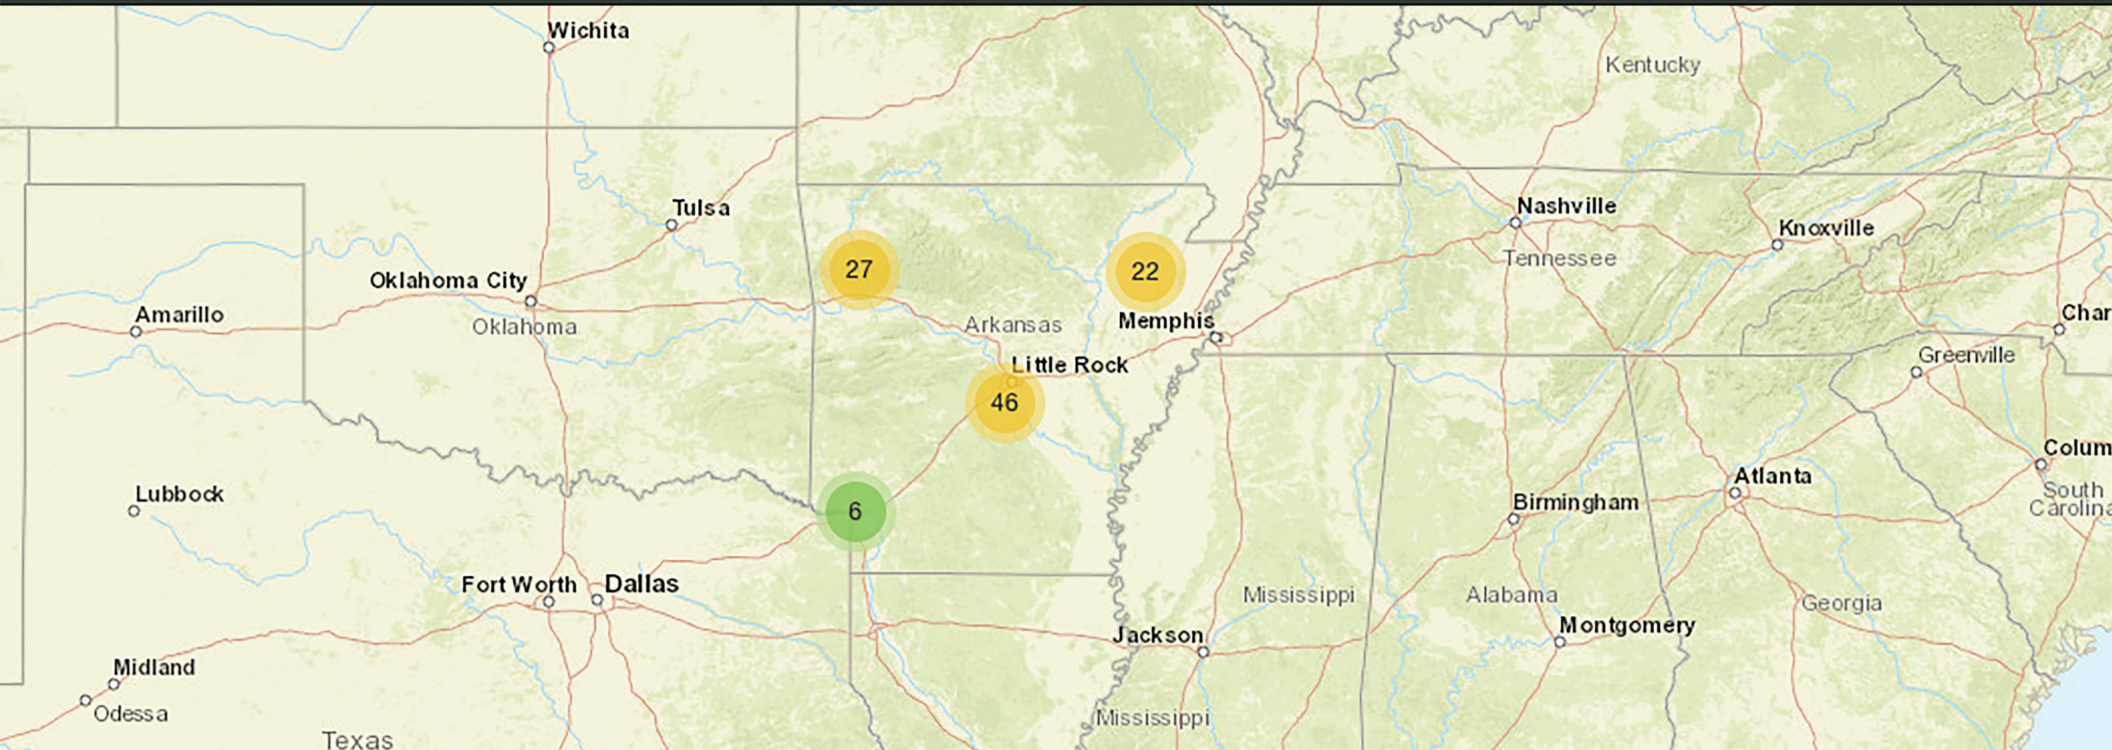 Wichita
Kentucky
Tulsa
Nashville
Knoxville
Tennessee
27
22
Oklahoma City
Oklahoma
Amarillo
Arkansas
Memphis
Char
Greenville
Little Rock
46
Lubbock
6
Birmingham
Atlanta
Colum
South
Carolina
Fort Worth
Dallas
Mississippi
Alabama
Georgia
Jackson
Montgomery
Midland
Odessa
Mississippi
Texas